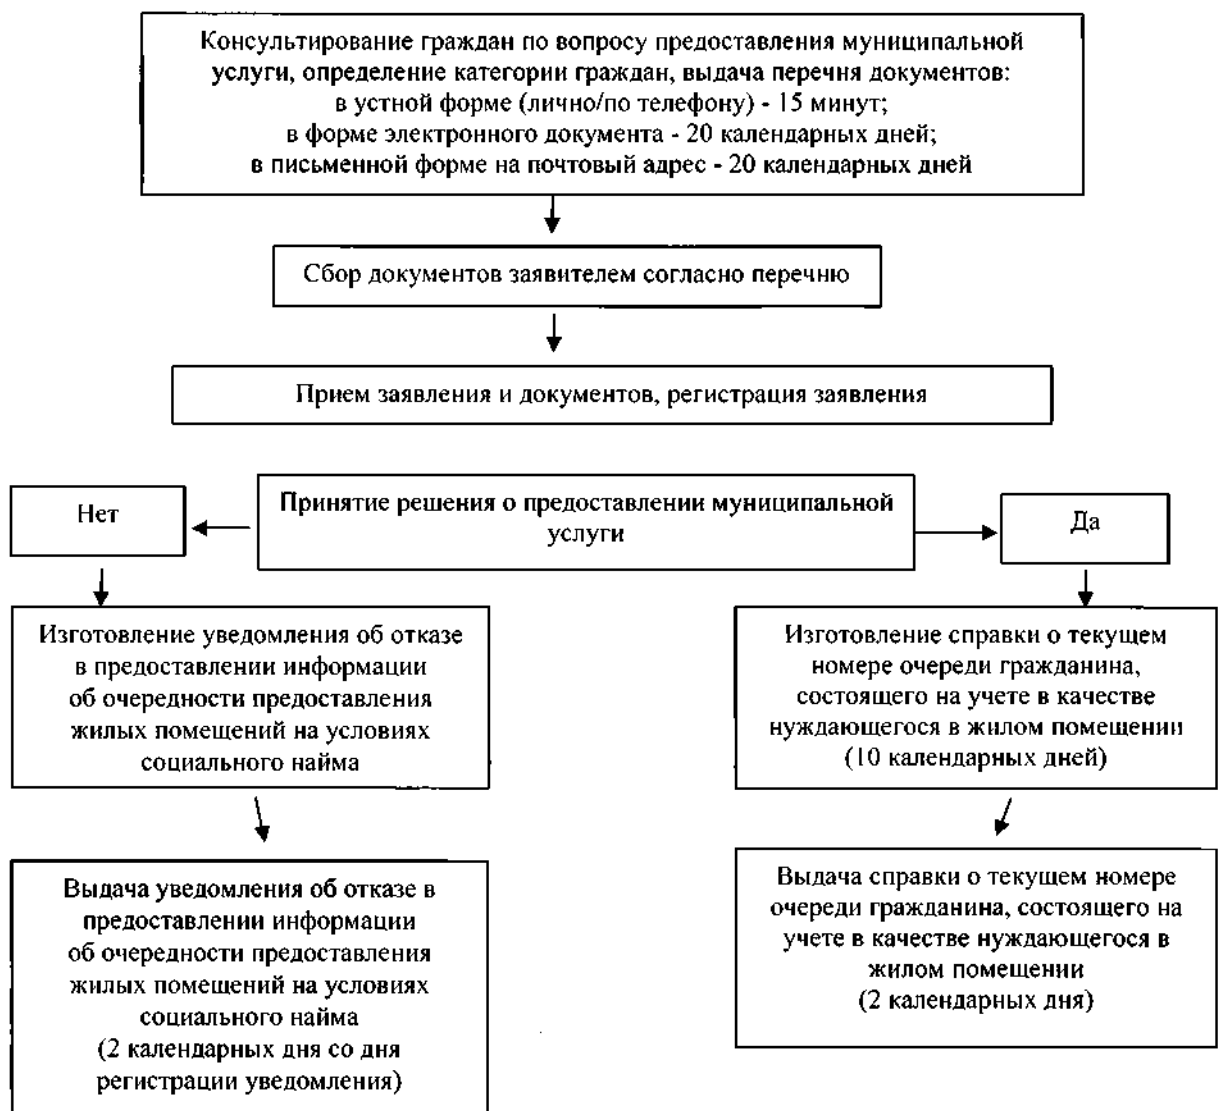 Консультирование граждан по вопросу предоставления муниципальной
услуги, определение категории граждан, выдача перечня документов:
в устной форме (лично/по телефону) - 15 минут;
в форме электронного документа - 20 календарных дней;
в письменной форме на почтовый адрес - 20 календарных дней
Сбор документов заявителем согласно перечню
Прием заявления и документов, регистрация заявления
Нет
Принятие решения о предоставлении муниципальной
услуги
Да
Изготовление уведомления об отказе
в предоставлении информации
об очередности предоставления
жилых помещений на условиях
социального найма
Изготовление справки о текущем
номере очереди гражданина,
состоящего на учете в качестве
нуждающегося в жилом помещении
(10 календарных дней)
Выдача уведомления об отказе в
предоставлении информации
об очередности предоставления
жилых помещений на условиях
социального найма
(2 календарных дня со дня
регистрации уведомления)
Выдача справки о текущем номере
очереди гражданина, состоящего на
учете в качестве нуждающегося в
жилом помещении
(2 календарных дня)